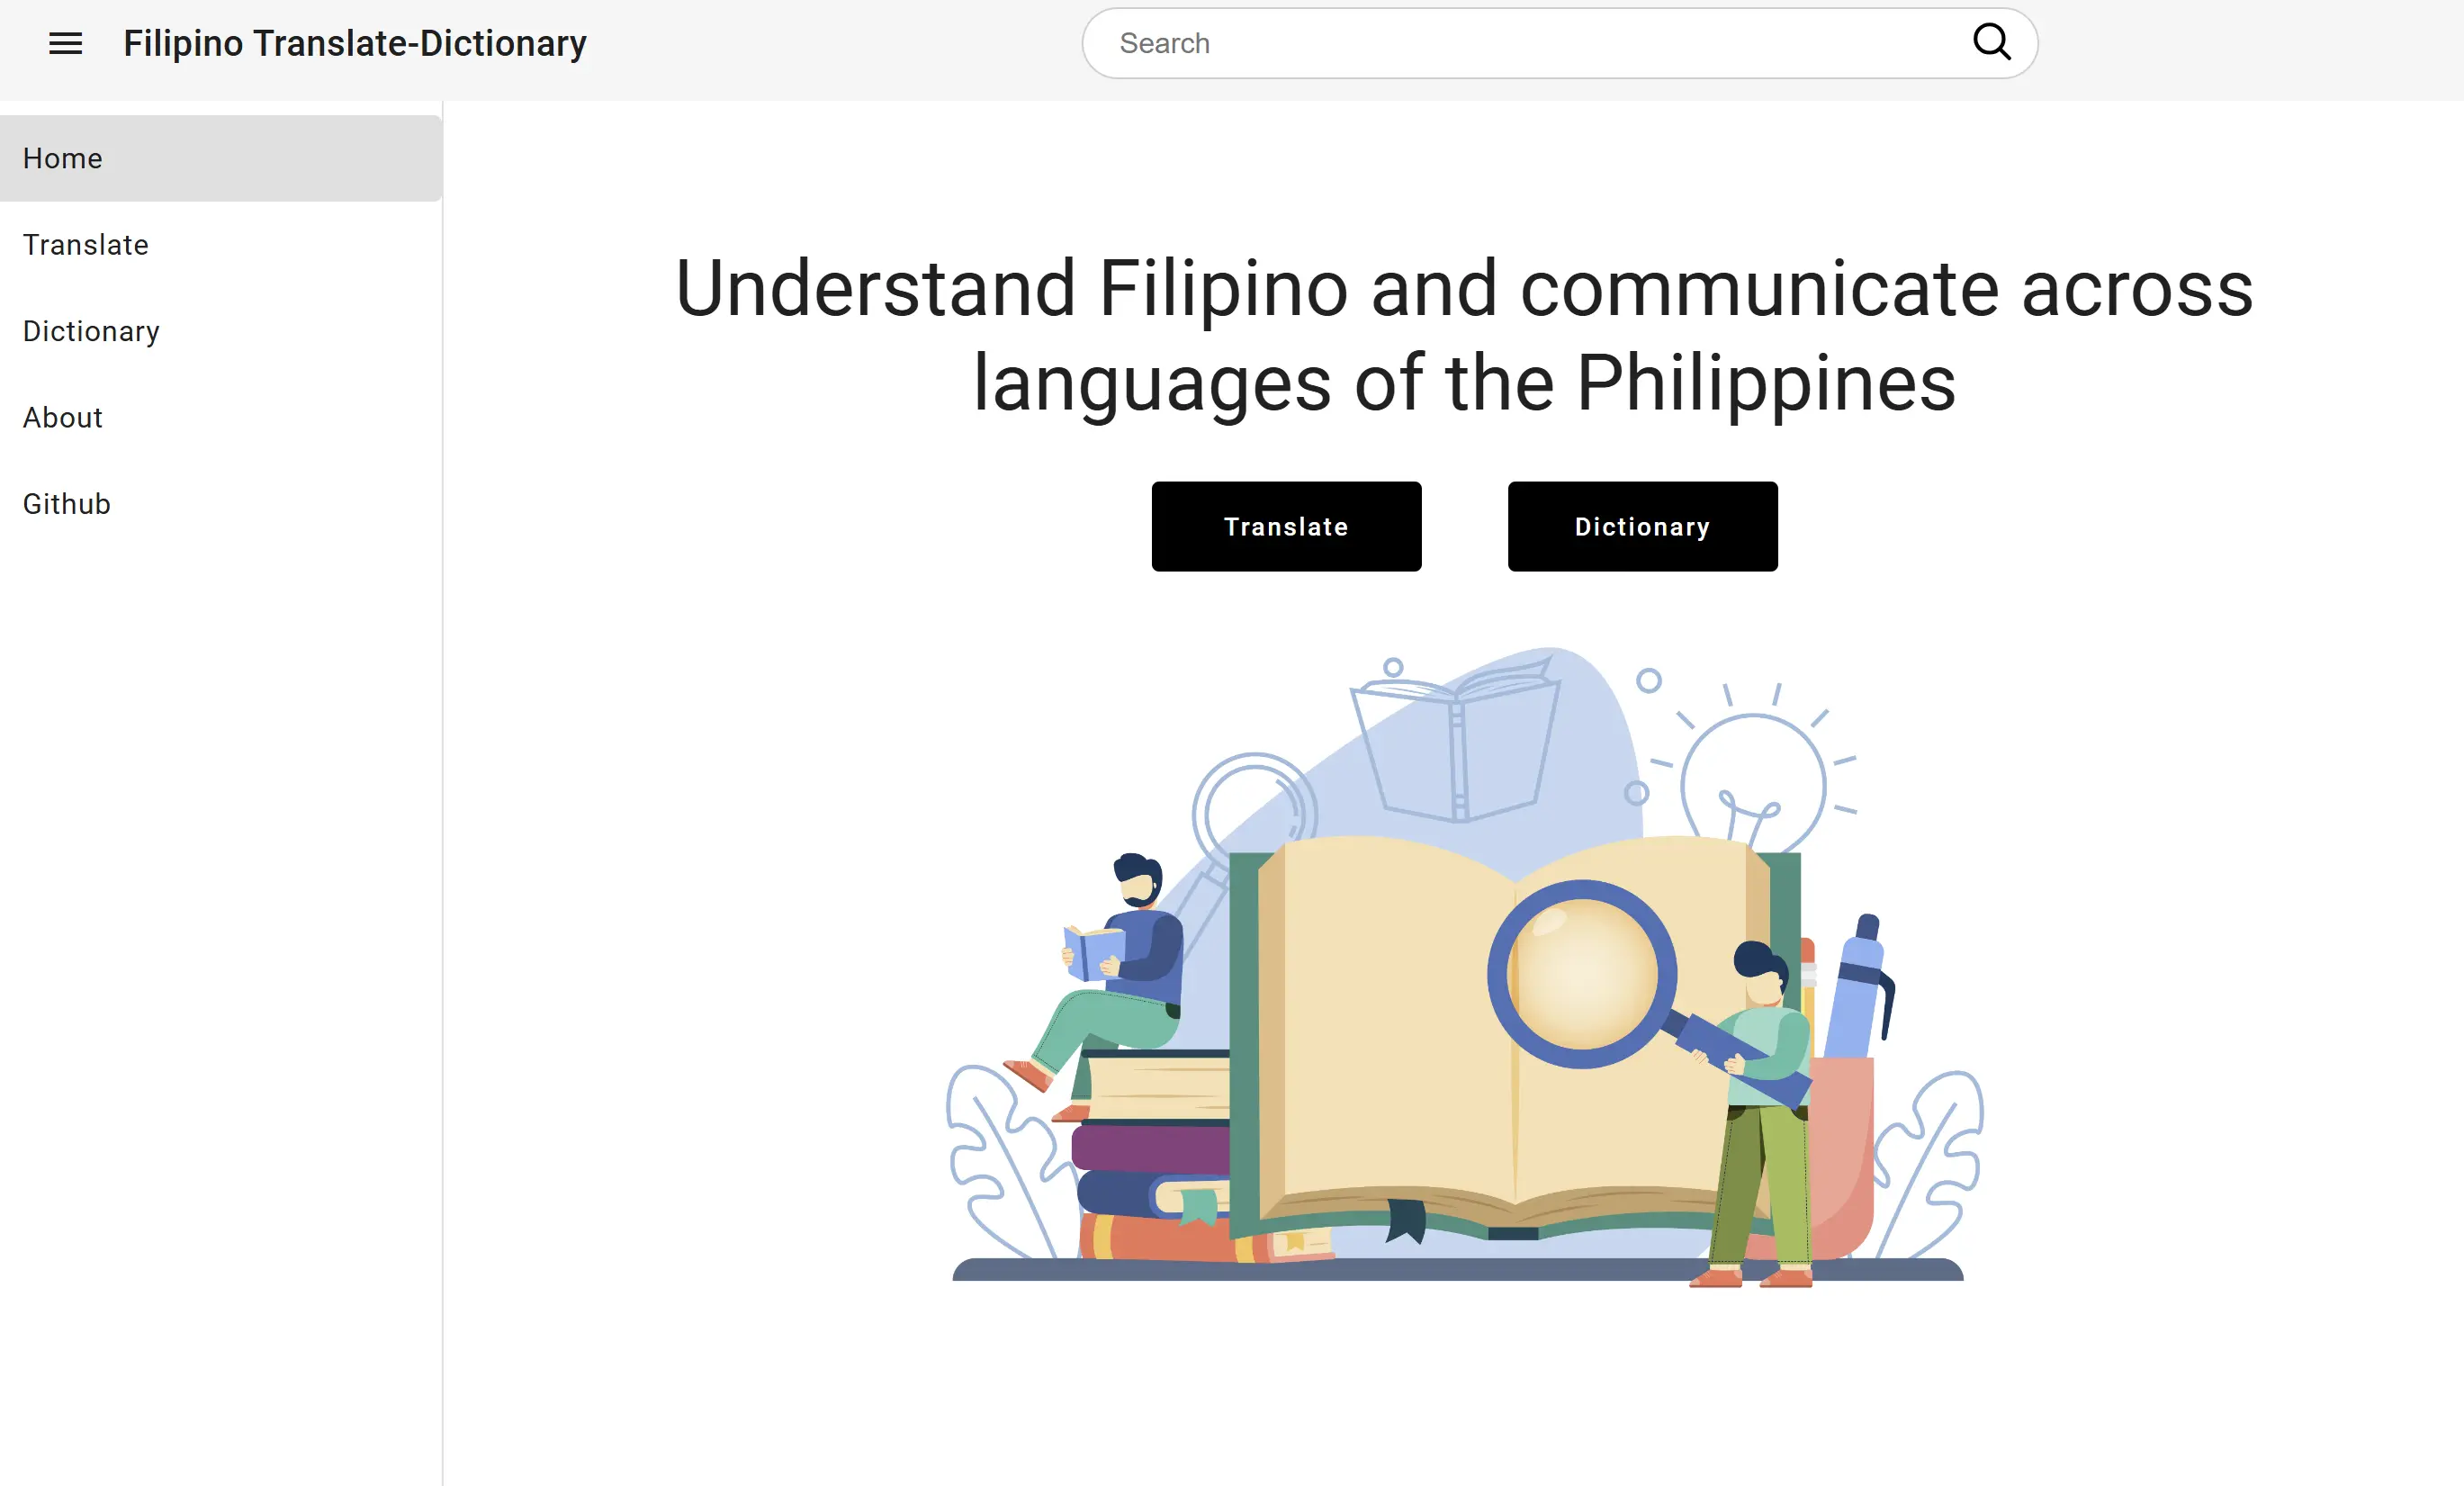 Filipino Translate-Dictionary
Search
Home
Translate
Dictionary
About
Github
Understand Filipino and communicate across
languages of the Philippines
Translate
Dictionary